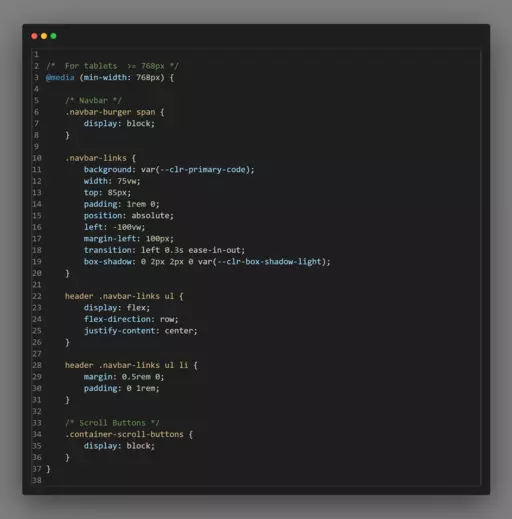 1
2 /*  For tablets  >= 768px */
3 @media (min-width: 768px) {
4
5     /* Navbar */
6     .navbar-burger span {
7         display: block;
8     }
9
10     .navbar-links {
11         background: var(--clr-primary-code);
12         width: 75vw;
13         top: 85px;
14         padding: 1rem 0;
15         position: absolute;
16         left: -100vw;
17         margin-left: 100px;
18         transition: left 0.3s ease-in-out;
19         box-shadow: 0 2px 2px 0 var(--clr-box-shadow-light);
20     }
21
22     header .navbar-links ul {
23         display: flex;
24         flex-direction: row;
25         justify-content: center;
26     }
27
28     header .navbar-links ul li {
29         margin: 0.5rem 0;
30         padding: 0 1rem;
31     }
32
33     /* Scroll Buttons */
34     .container-scroll-buttons {
35         display: block;
36     }
37 }
38